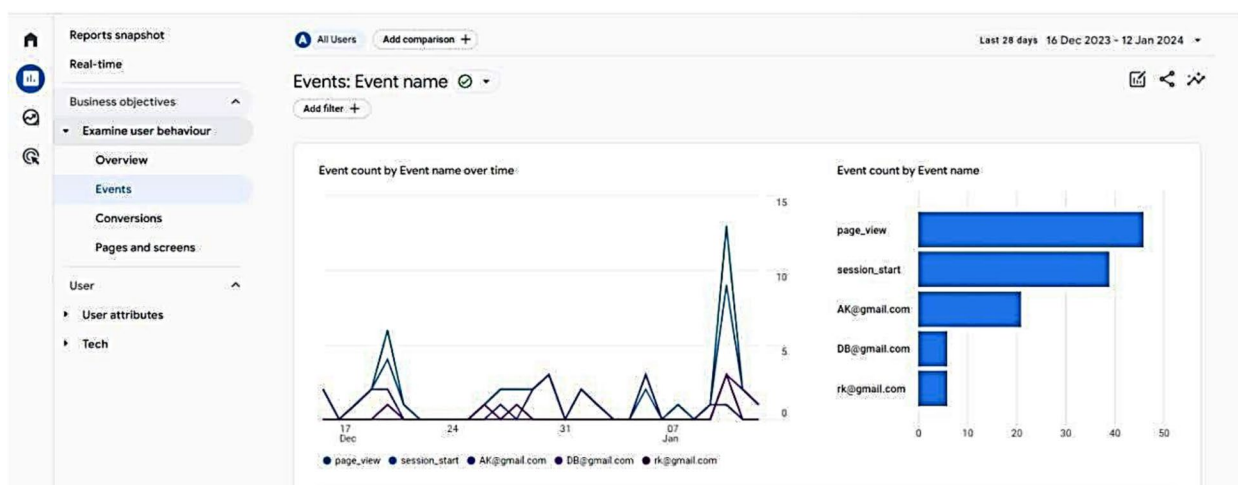 Reports snapshot
Real-time
Business objectives
Examine user behaviour
Overview
Events
Conversions
Pages and screens
User
User attributes
Tech
A All Users Add comparison +
Last 28 days 16 Dec 2023 - 12 Jan 2024
Events: Event name
Add filter +
Event count by Event name over time
15
10
5
0
17 Dec
24
31
07 Jan
page_view session_start AK@gmail.com DB@gmail.com rk@gmail.com
Event count by Event name
page_view
session_start
AK@gmail.com
DB@gmail.com
rk@gmail.com
0 10 20 30 40 50